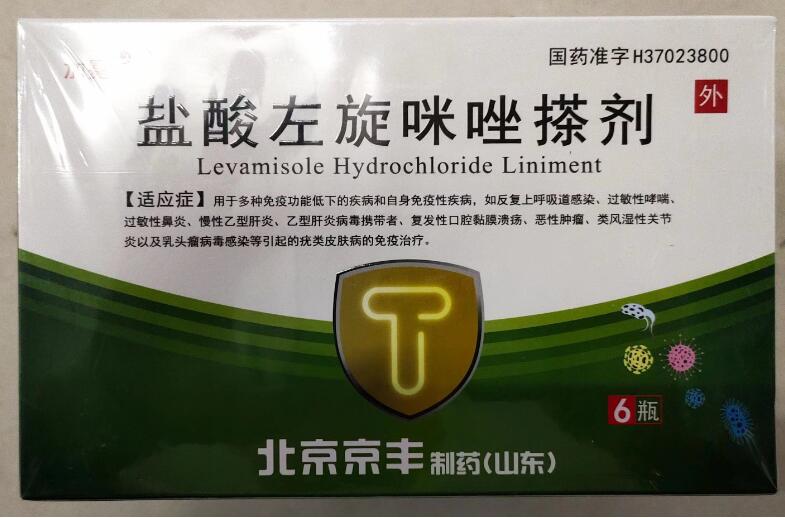 国药准字H37023800
外
盐酸左旋咪唑搽剂
Levamisole Hydrochloride Liniment
【适应症】用于多种免疫功能低下的疾病和自身免疫性疾病，如反复上呼吸道感染、过敏性哮喘、
过敏性鼻炎、慢性乙型肝炎、乙型肝炎病毒携带者、复发性口腔黏膜溃疡、恶性肿瘤、类风湿性关节
炎以及乳头瘤病毒感染等引起的疣类皮肤病的免疫治疗。
T
6瓶
北京京丰制药(山东)